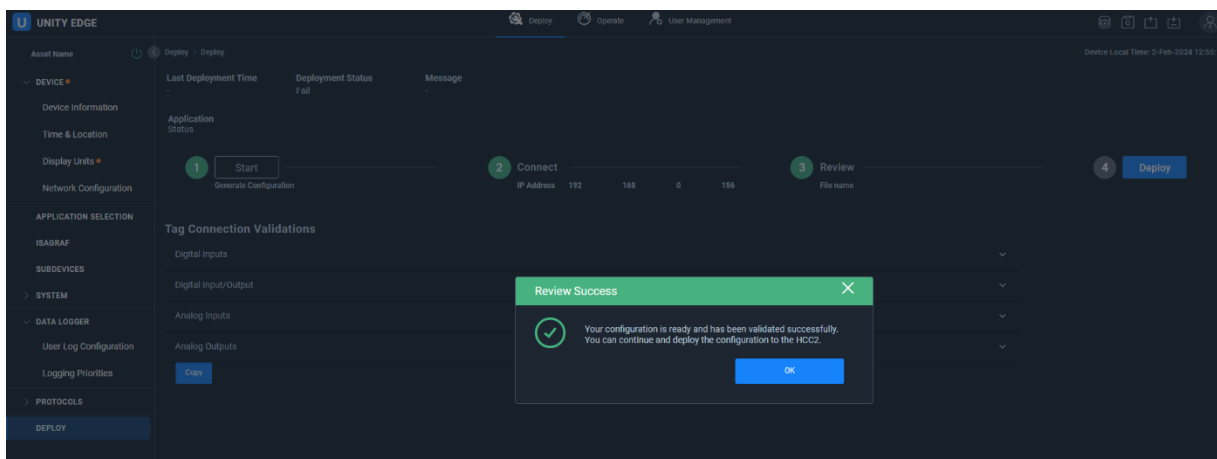 U UNITY EDGE
Deploy
Operate
User Management
Asset Name
Deploy > Deploy
Device Local Time: 2-Feb-2024 12:55:
DEVICE
Device Information
Time & Location
Display Units
Network Configuration
APPLICATION SELECTION
ISAGRAF
SUBDEVICES
SYSTEM
DATA LOGGER
User Log Configuration
Logging Priorities
PROTOCOLS
DEPLOY
Last Deployment Time
-
Deployment Status
Fail
Message
-
Application
Status
1 Start
Generate Configuration
2 Connect
IP Address 192 168 0 156
3 Review
File name
4 Deploy
Tag Connection Validations
Digital Inputs
Digital Input/Output
Analog Inputs
Analog Outputs
Copy
Review Success
Your configuration is ready and has been validated successfully.
You can continue and deploy the configuration to the HCC2.
OK